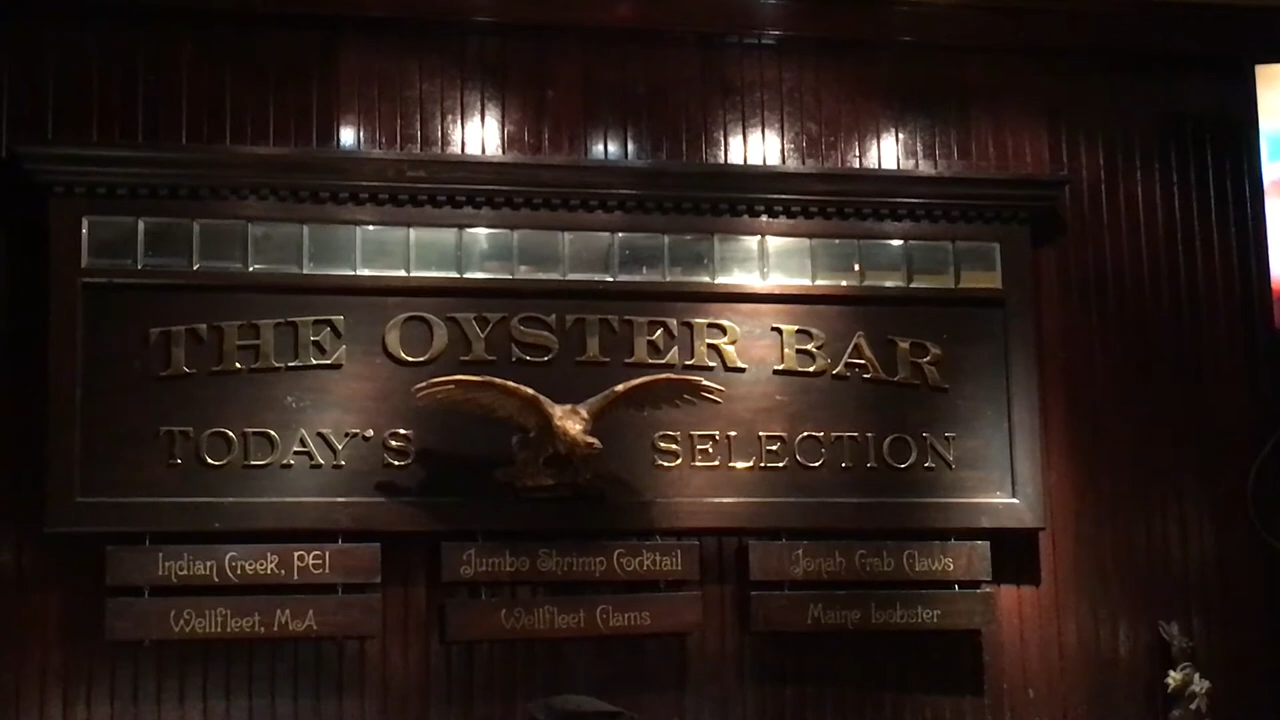 THE OYSTER BAR
TODAY'S SELECTION
Indian Creek, PEI
Jumbo Shrimp Cocktail
Jonah Crab Claws
Wellfleet, MA
Wellfleet Clams
Maine Lobster